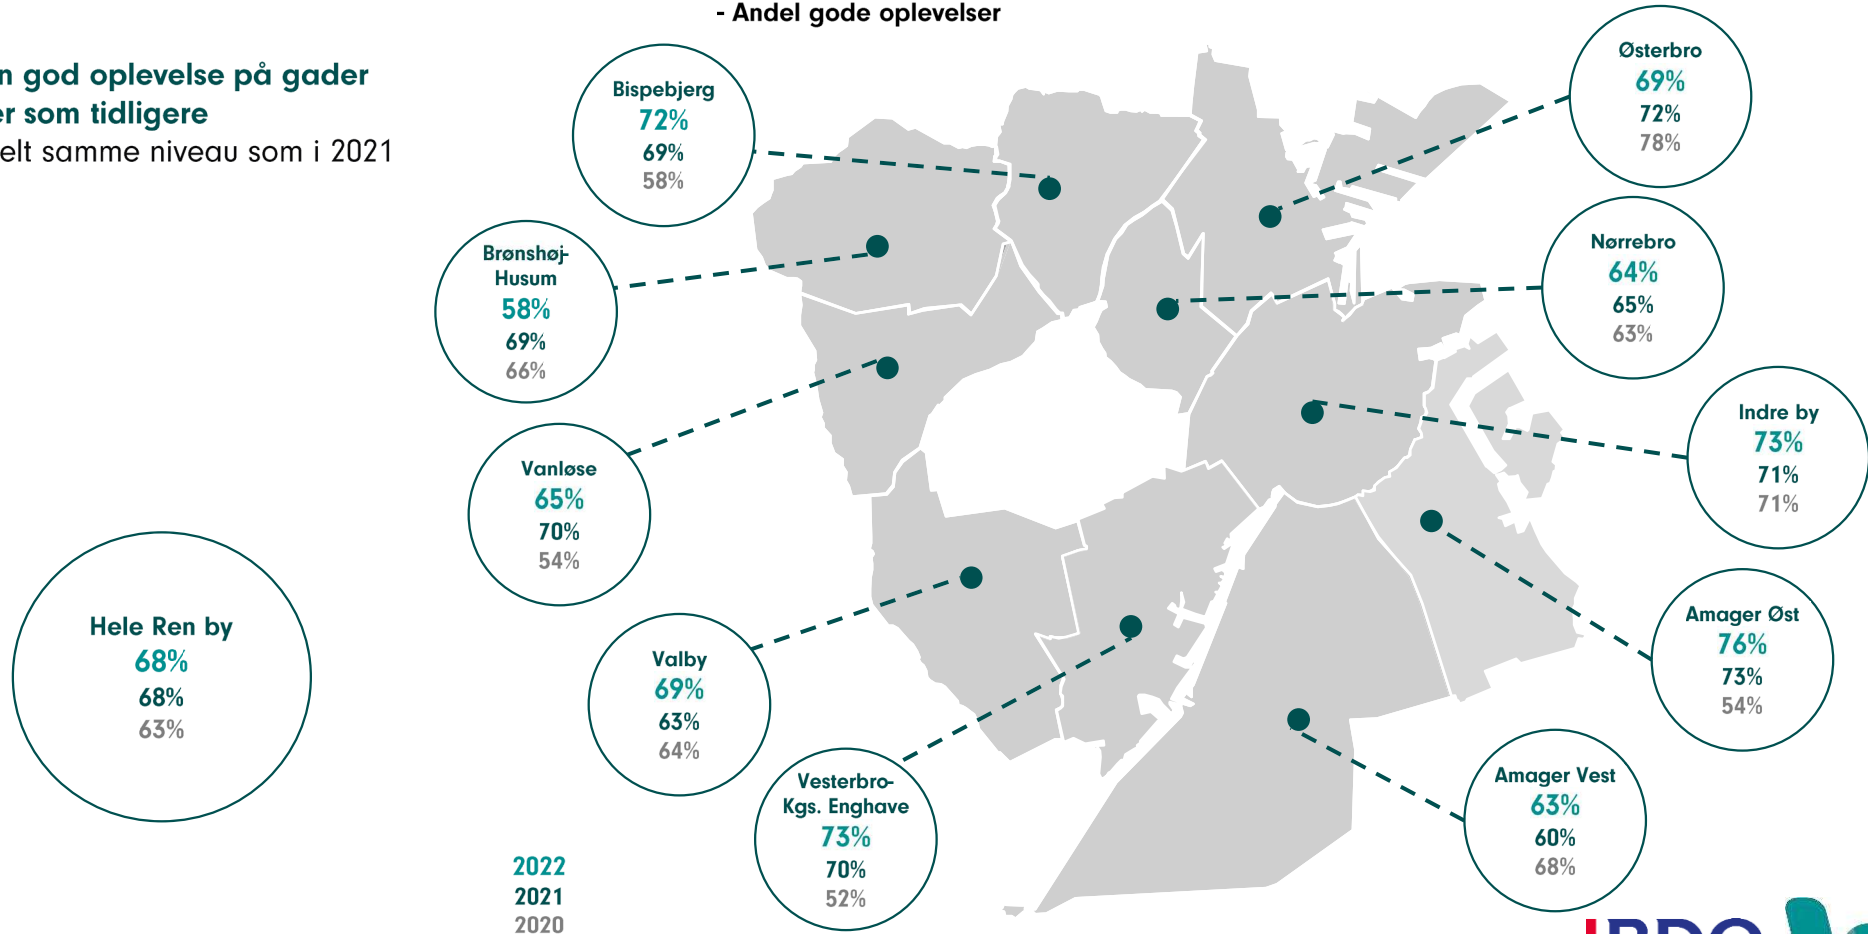 - Andel gode oplevelser
n god oplevelse på gader
er som tidligere
elt samme niveau som i 2021
Bispebjerg
72%
69%
58%
Østerbro
69%
72%
78%
Brønshøj-
Husum
58%
69%
66%
Nørrebro
64%
65%
63%
Vanløse
65%
70%
54%
Indre by
73%
71%
71%
Hele Ren by
68%
68%
63%
Valby
69%
63%
64%
Amager Øst
76%
73%
54%
Vesterbro-
Kgs. Enghave
73%
70%
52%
Amager Vest
63%
60%
68%
2022
2021
2020
BDO